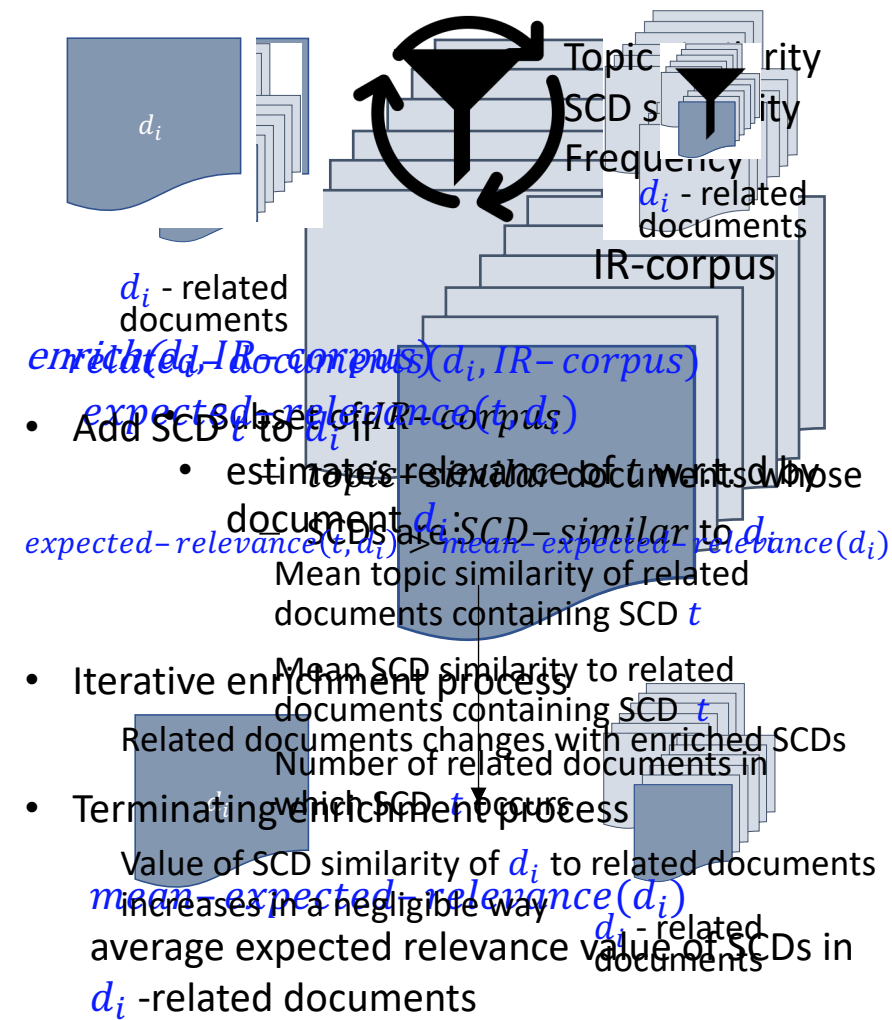 Topic rity
SCD s ity
Frequency
d_i
d_i - related
documents
IR-corpus
d_i - related
documents
enrich(d_i, IR–corpus)
related–documents(d_i, IR–corpus)
expected–relevance(t, d_i)
• Subset of IR–corpus
• Add SCD t to d_i if
• estimates relevance of t w.r.t. d by
document d_i:
– topic–similar documents whose
SCDs are SCD–similar to d_i
expected–relevance(t, d_i) > mean–expected–relevance(d_i)
Mean topic similarity of related
documents containing SCD t
Mean SCD similarity to related
documents containing SCD t
• Iterative enrichment process
Related documents changes with enriched SCDs
Number of related documents in
which SCD t occurs
d_i
• Terminating enrichment process
Value of SCD similarity of d_i to related documents
increases in a negligible way
mean–expected–relevance(d_i)
d_i - related
documents
average expected relevance value of SCDs in
d_i -related documents